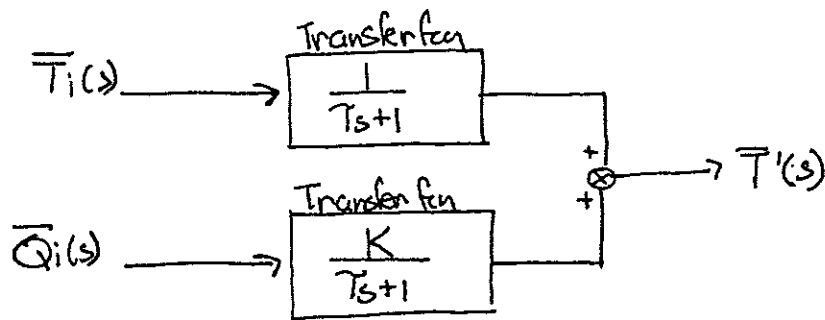 Transfer fcn
T̿i(s)
1
τs+1
+
T̅'(s)
+
Transfer fcn
Q̅i(s)
K
τs+1